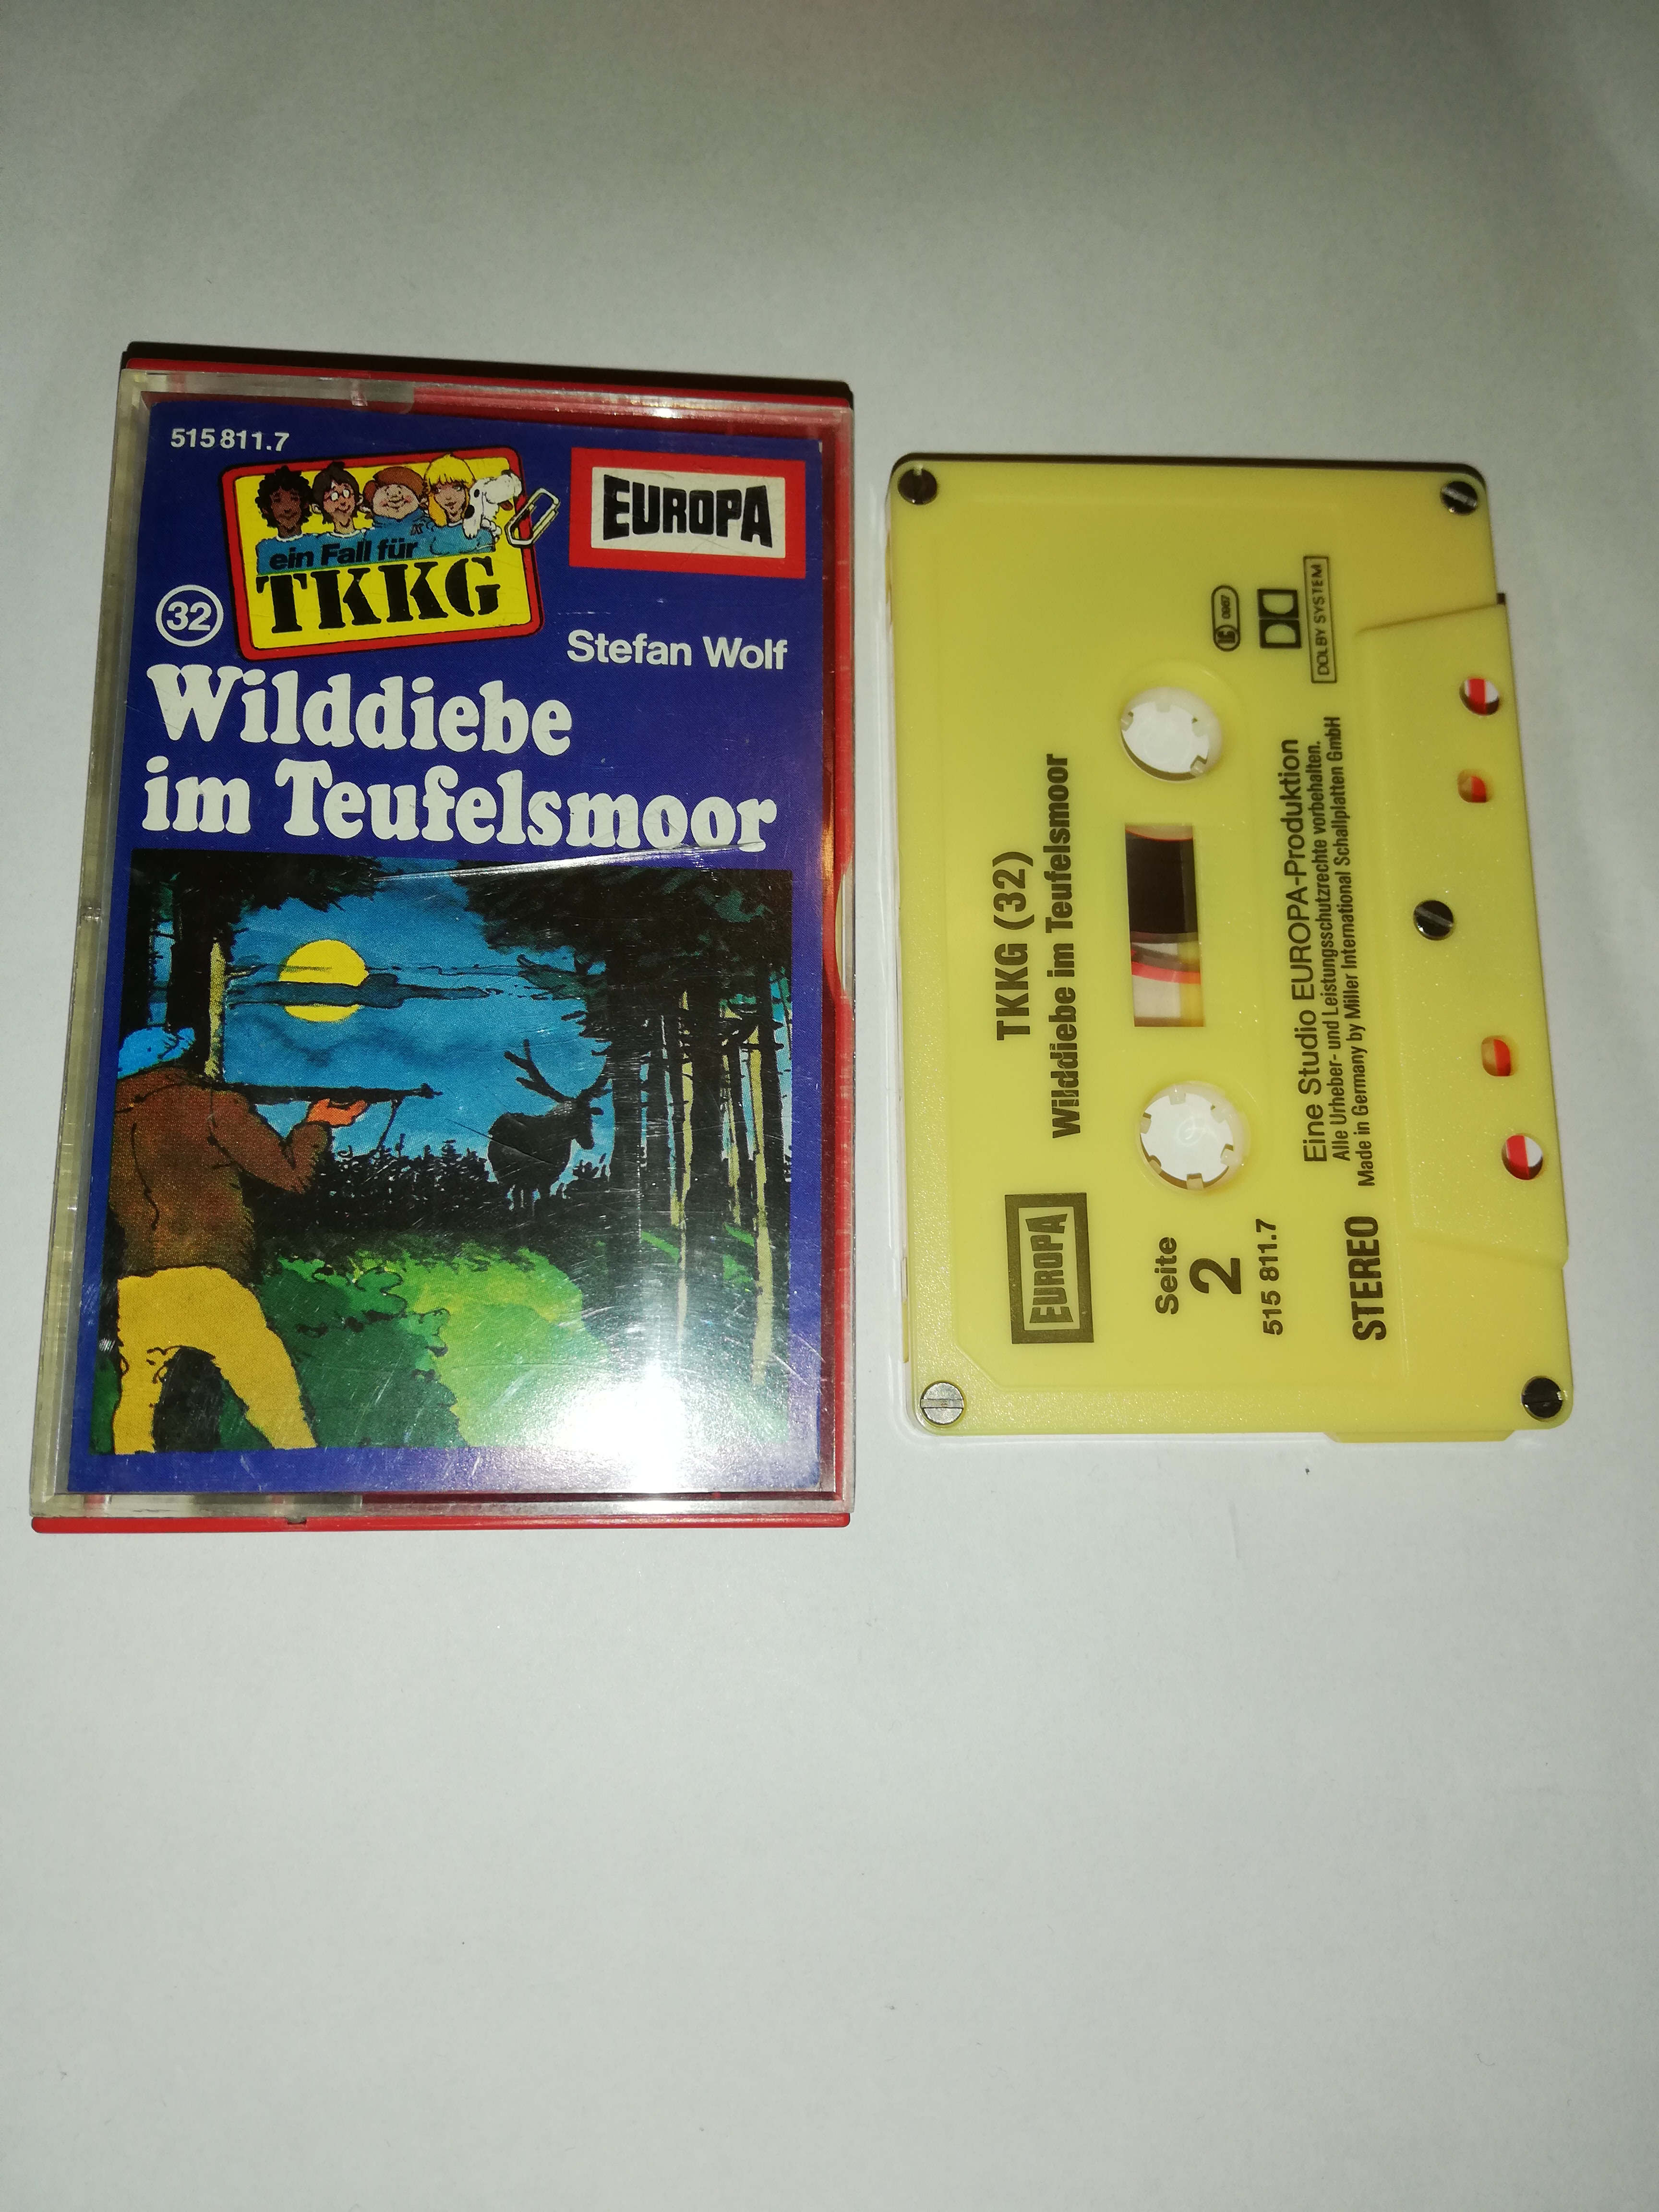 515 811.7
ein Fall für
TKKG
EUROPA
32
Stefan Wolf
Wilddiebe
im Teufelsmoor
TKKG (32)
Wilddiebe im Teufelsmoor
EUROPA
Seite
2
515 811.7
LC 0967
DOLBY SYSTEM
STEREO
Eine Studio EUROPA-Produktion
Alle Urheber- und Leistungsschutzrechte vorbehalten.
Made in Germany by Miller International Schallplatten GmbH